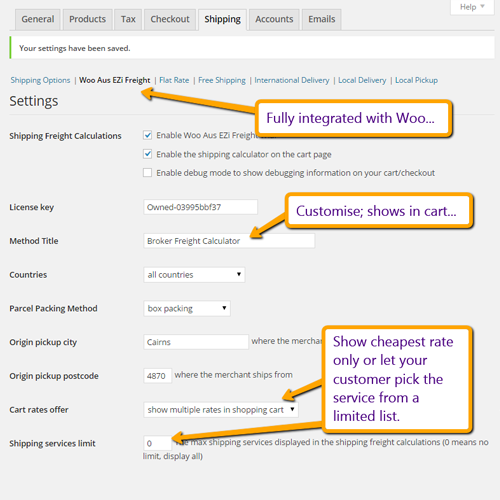 Help
General Products Tax Checkout Shipping Accounts Emails
Your settings have been saved.
Shipping Options | Woo Aus EZi Freight | Flat Rate | Free Shipping | International Delivery | Local Delivery | Local Pickup
Settings
Fully integrated with Woo...
Shipping Freight Calculations
Enable Woo Aus EZi Freight
Enable the shipping calculator on the cart page
Enable debug mode to show debugging information on your cart/checkout
License key
Owned-03995bbf37
Customise; shows in cart...
Method Title
Broker Freight Calculator
Countries
all countries
Parcel Packing Method
box packing
Origin pickup city
Cairns
where the merchant
Show cheapest rate
only or let your
customer pick the
service from a
limited list.
Origin pickup postcode
4870
where the merchant ships from
Cart rates offer
show multiple rates in shopping cart
Shipping services limit
0
The max shipping services displayed in the shipping freight calculations (0 means no
limit, display all)